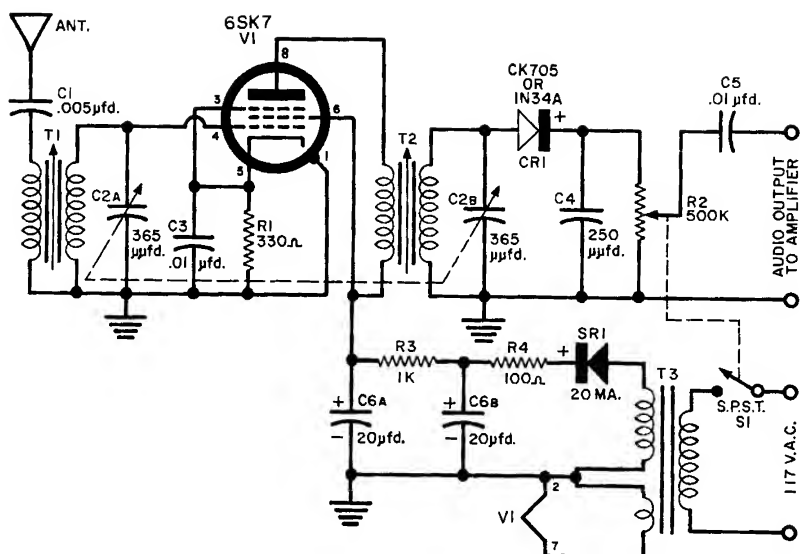 ANT.
6SK7
V1
8
C1
.005 µfd.
3
6
4
5
1
T1
C2A
365
µµfd.
C3
.01 µfd.
R1
330Ω
T2
C2B
365
µµfd.
CK705
OR
1N34A
+
CR1
C4
250
µµfd.
R2
500K
C5
.01 µfd.
AUDIO OUTPUT
TO AMPLIFIER
R3
1K
R4
100Ω
+
SR1
20 MA.
T3
S.P.S.T.
S1
117 V.A.C.
+
C6A
–
20µfd.
+
C6B
–
20µfd.
2
V1
7